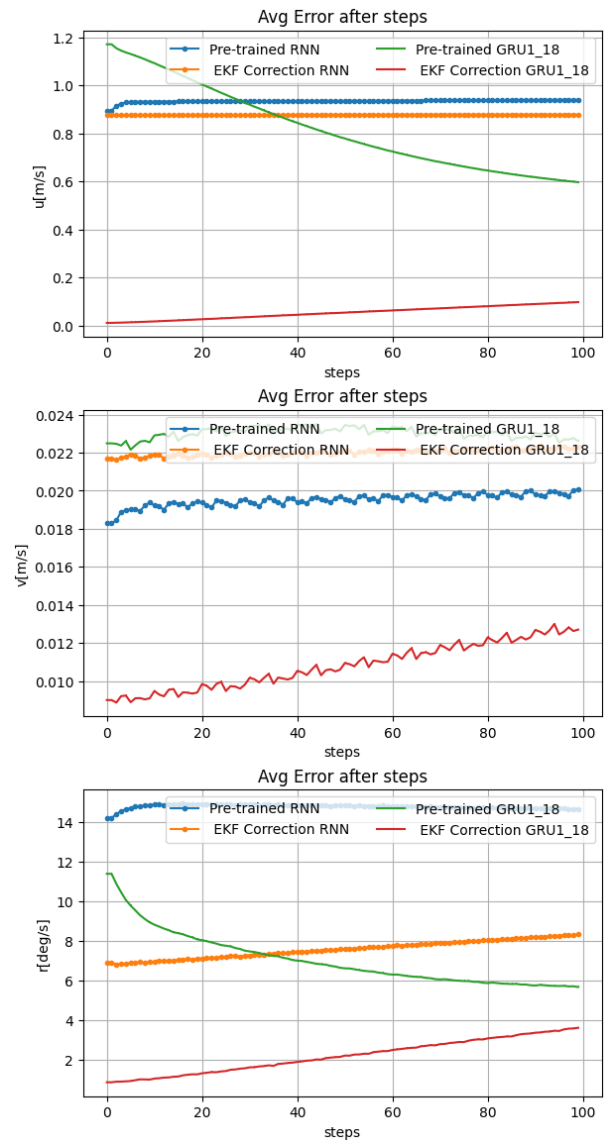 Avg Error after steps
Pre-trained RNN
EKF Correction RNN
Pre-trained GRU1_18
EKF Correction GRU1_18
u[m/s]
1.2
1.0
0.8
0.6
0.4
0.2
0.0
0 20 40 60 80 100
steps
Avg Error after steps
Pre-trained RNN
EKF Correction RNN
Pre-trained GRU1_18
EKF Correction GRU1_18
v[m/s]
0.024
0.022
0.020
0.018
0.016
0.014
0.012
0.010
0 20 40 60 80 100
steps
Avg Error after steps
Pre-trained RNN
EKF Correction RNN
Pre-trained GRU1_18
EKF Correction GRU1_18
r[deg/s]
14
12
10
8
6
4
2
0 20 40 60 80 100
steps